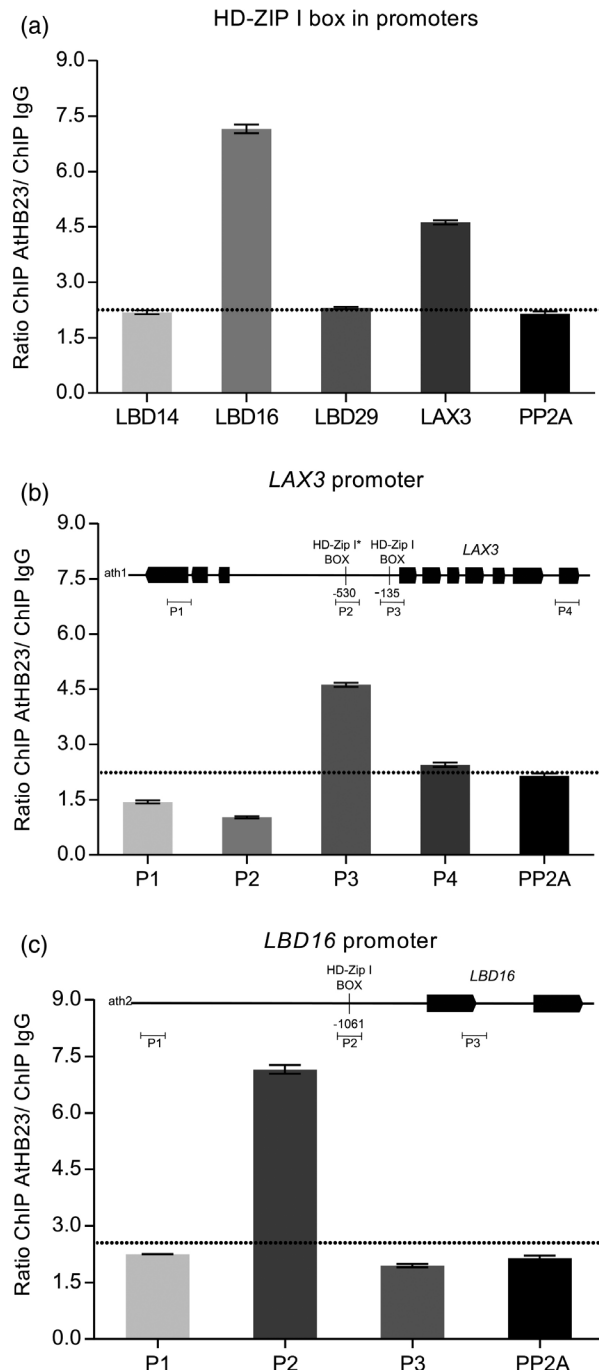 (a)
HD-ZIP I box in promoters
Ratio ChIP AtHB23/ ChIP IgG
9.0
7.5
6.0
4.5
3.0
1.5
0.0
LBD14 LBD16 LBD29 LAX3 PP2A
(b)
LAX3 promoter
Ratio ChIP AtHB23/ ChIP IgG
9.0
7.5
6.0
4.5
3.0
1.5
0.0
HD-Zip I* HD-Zip I LAX3
BOX BOX
ath1
-530 -135
P1 P2 P3 P4
P1 P2 P3 P4 PP2A
(c)
LBD16 promoter
Ratio ChIP AtHB23/ ChIP IgG
9.0
7.5
6.0
4.5
3.0
1.5
0.0
HD-Zip I LBD16
BOX
ath2
-1061
P1 P2 P3
P1 P2 P3 PP2A